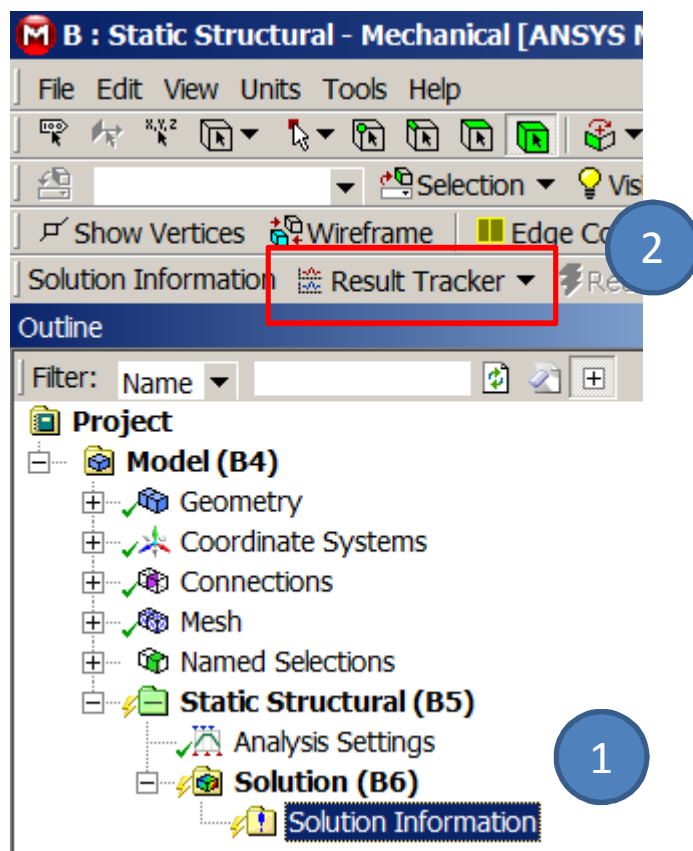 B : Static Structural - Mechanical [ANSYS
File Edit View Units Tools Help
X,Y,Z
Selection
Show Vertices Wireframe Edge
2
Solution Information Result Tracker
Outline
Filter: Name
Project
Model (B4)
Geometry
Coordinate Systems
Connections
Mesh
Named Selections
Static Structural (B5)
Analysis Settings
1
Solution (B6)
Solution Information